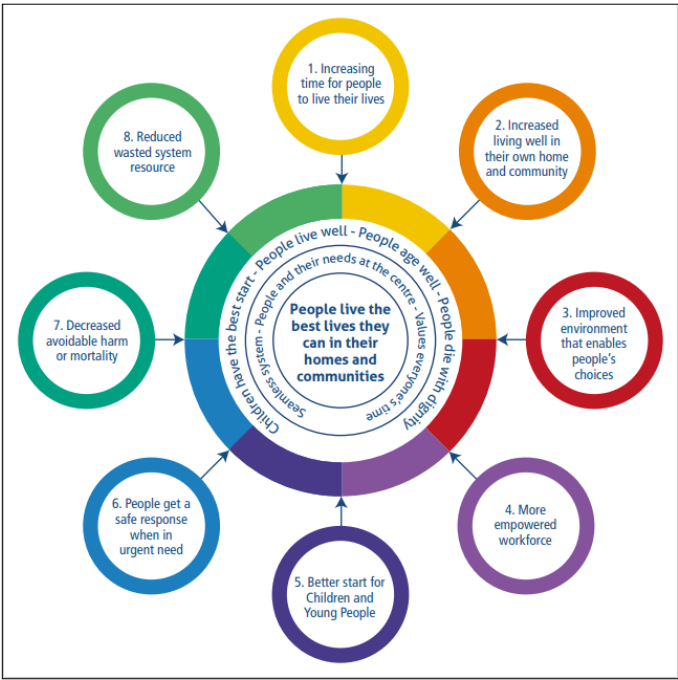 1. Increasing
time for people
to live their lives
2. Increased
living well in
their own home
and community
3. Improved
environment
that enables
people's
choices
4. More
empowered
workforce
5. Better start for
Children and
Young People
6. People get a
safe response
when in
urgent need
7. Decreased
avoidable harm
or mortality
8. Reduced
wasted system
resource
Children have the best start - People live well - People age well - People die with dignity
Seamless system - People and their needs at the centre - Values everyone's time
People live the
best lives they
can in their
homes and
communities